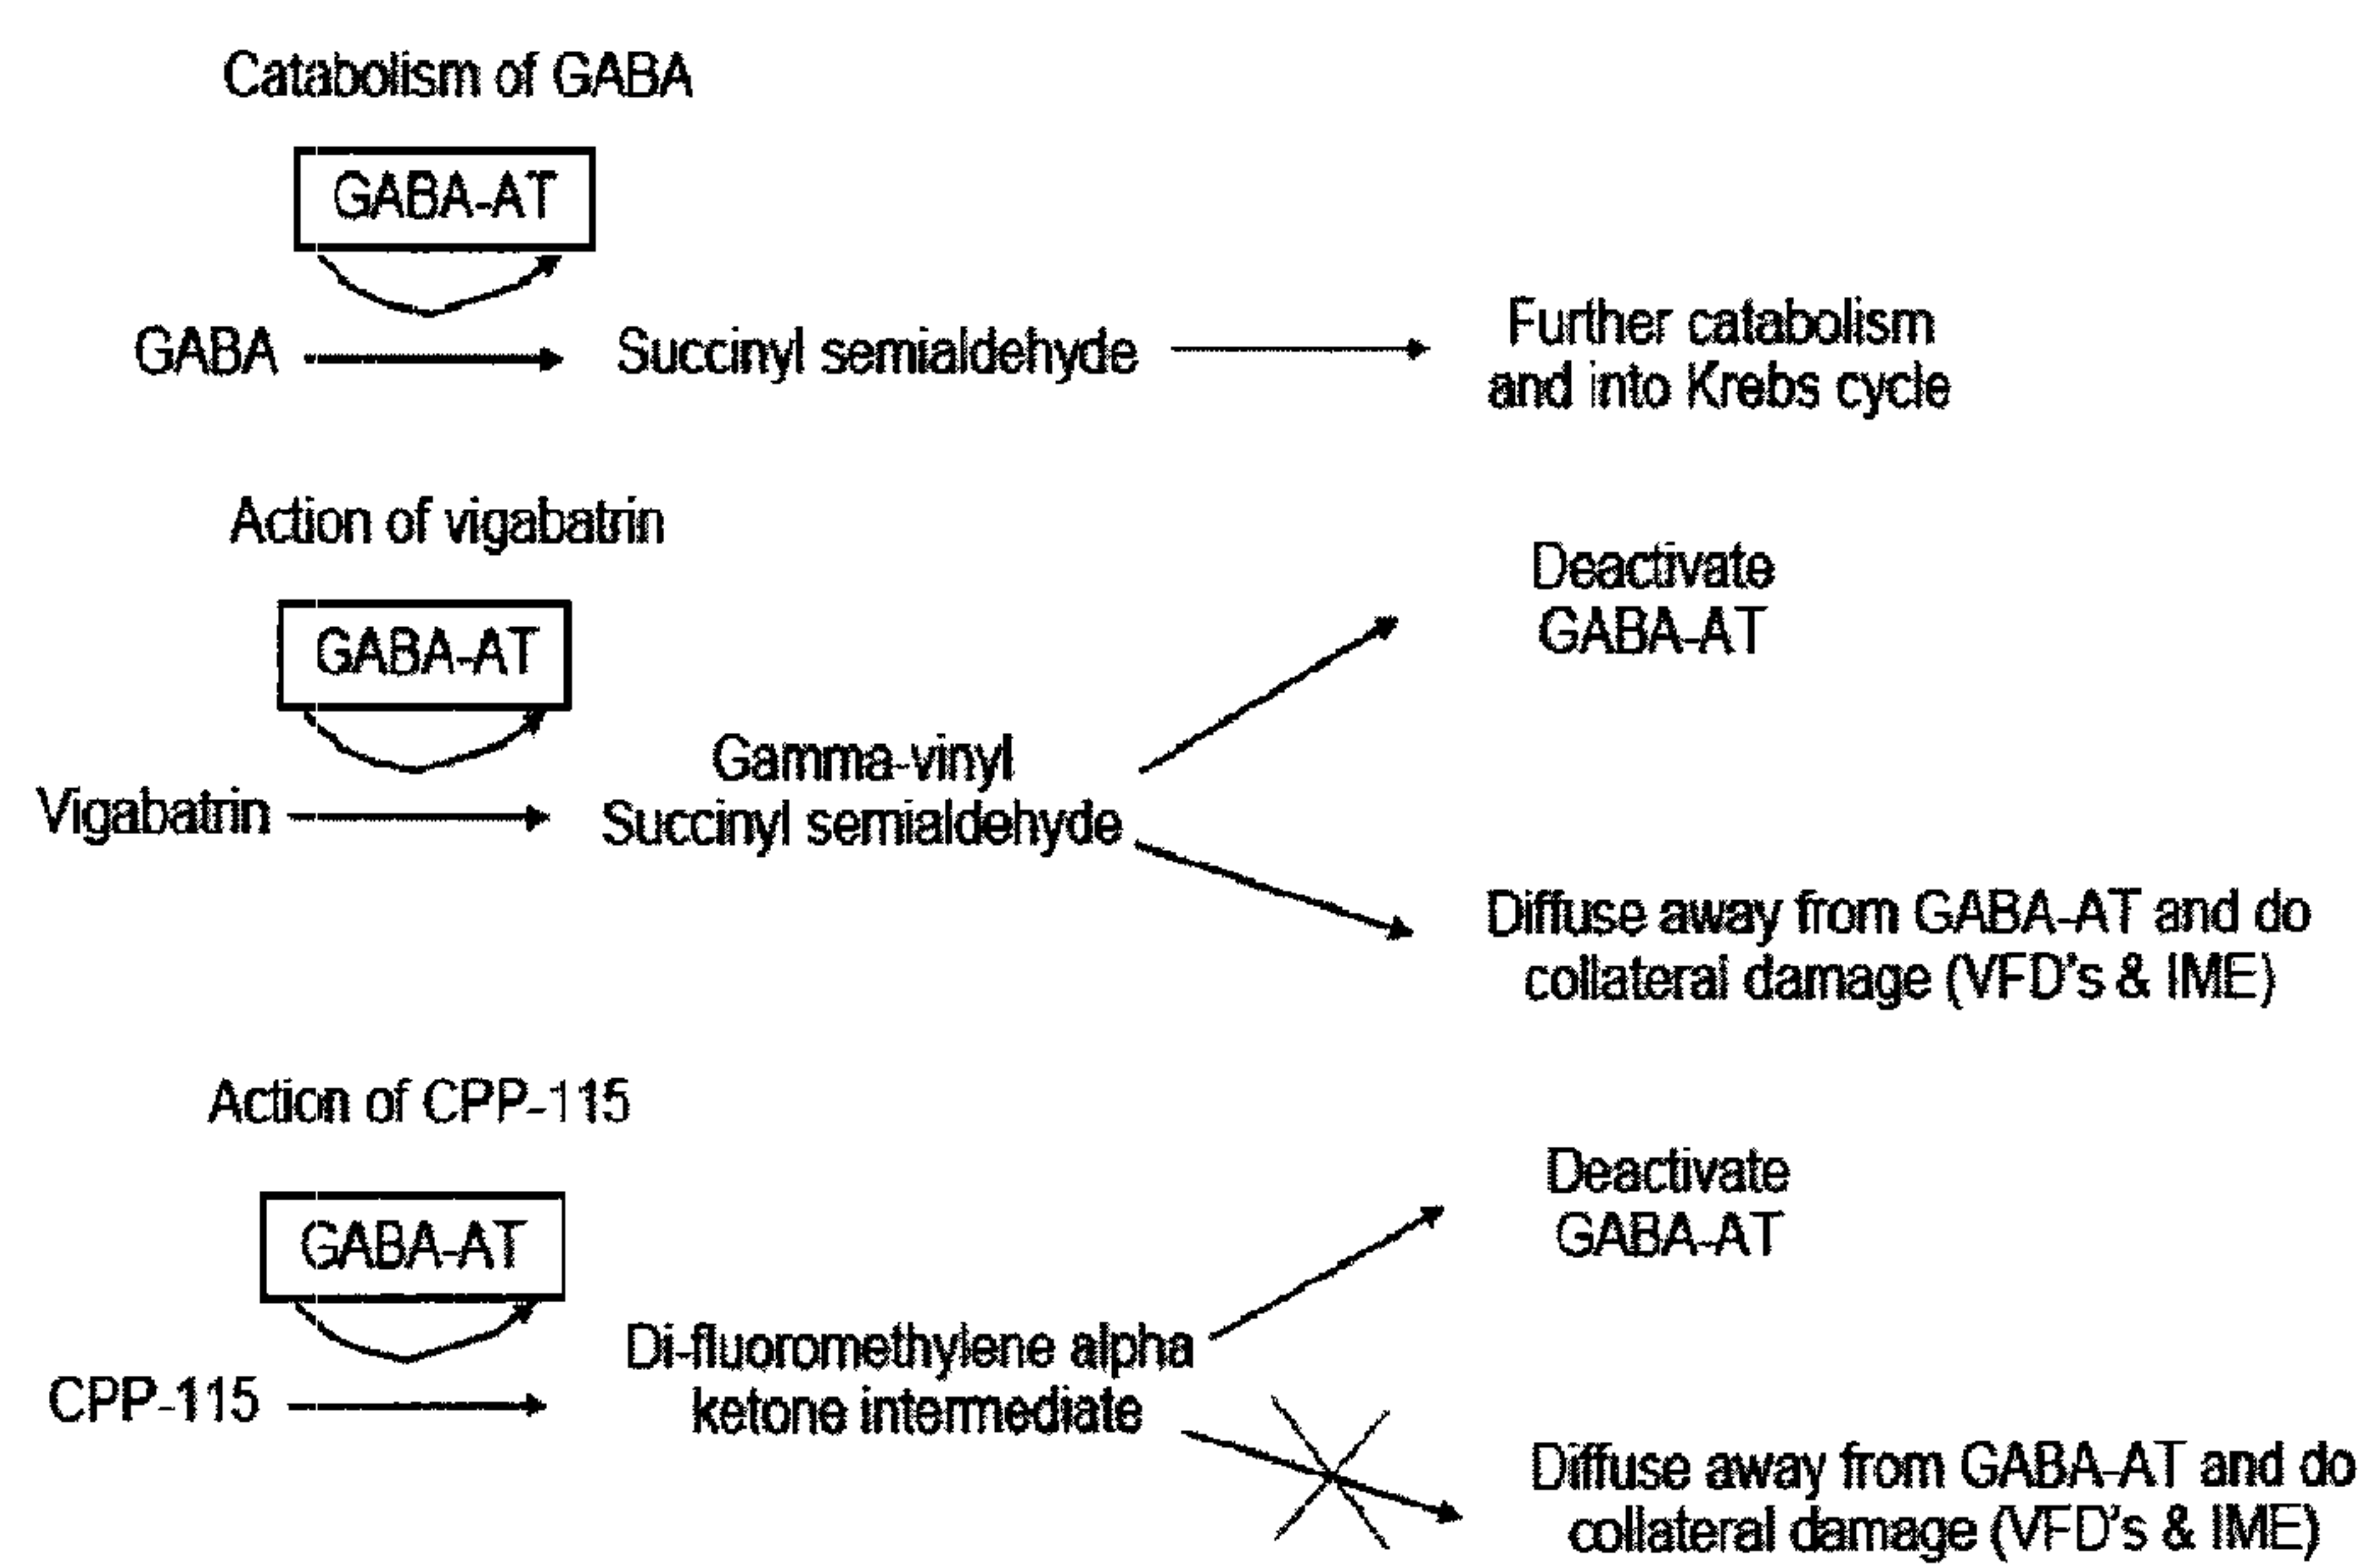 Catabolism of GABA
GABA-AT
GABA
Succinyl semialdehyde
Further catabolism
and into Krebs cycle
Action of vigabatrin
GABA-AT
Vigabatrin
Gamma-vinyl
Succinyl semialdehyde
Deactivate
GABA-AT
Diffuse away from GABA-AT and do
collateral damage (VFD's & IME)
Action of CPP-115
GABA-AT
CPP-115
Di-fluoromethylene alpha
ketone intermediate
Deactivate
GABA-AT
Diffuse away from GABA-AT and do
collateral damage (VFD's & IME)